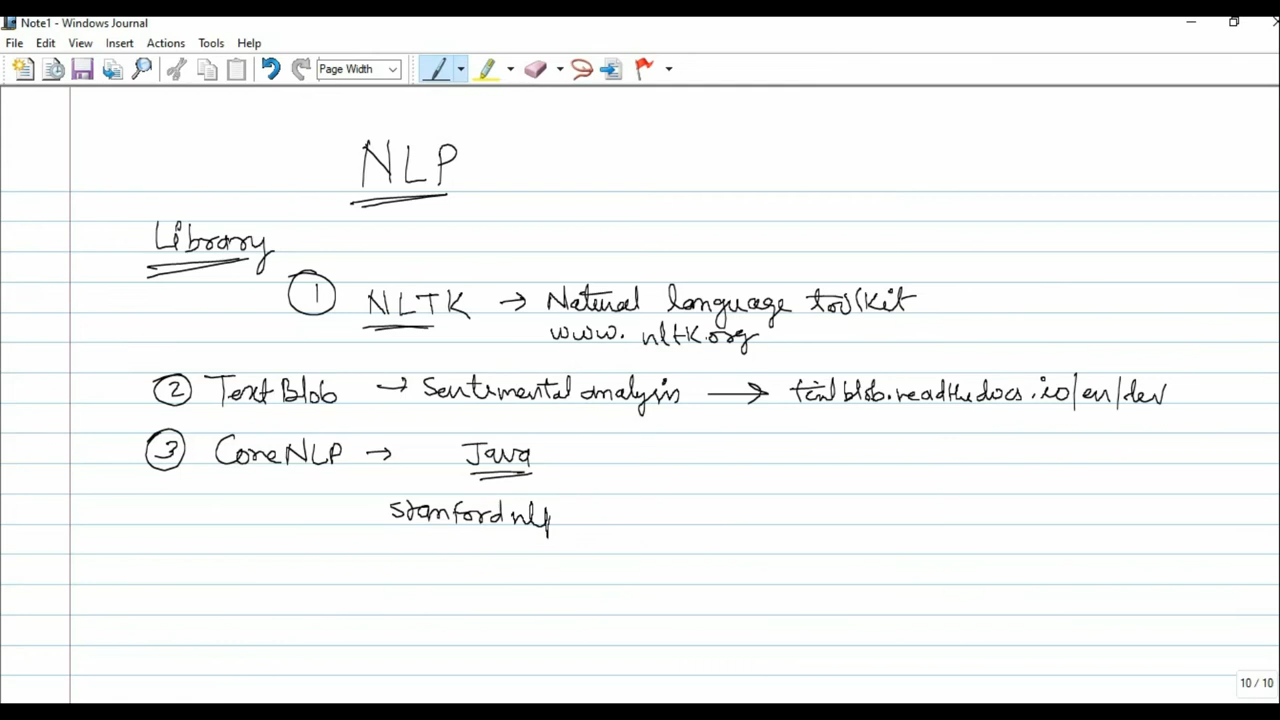 Note1 - Windows Journal
File Edit View Insert Actions Tools Help
Page Width
NLP
Library
1 NLTK → Natural language toolkit
www.nltk.org
2 TextBlob → Sentimental analysis → textblob.readthedocs.io/en/dev
3 CoreNLP → Java
stanfordnlp
10 / 10